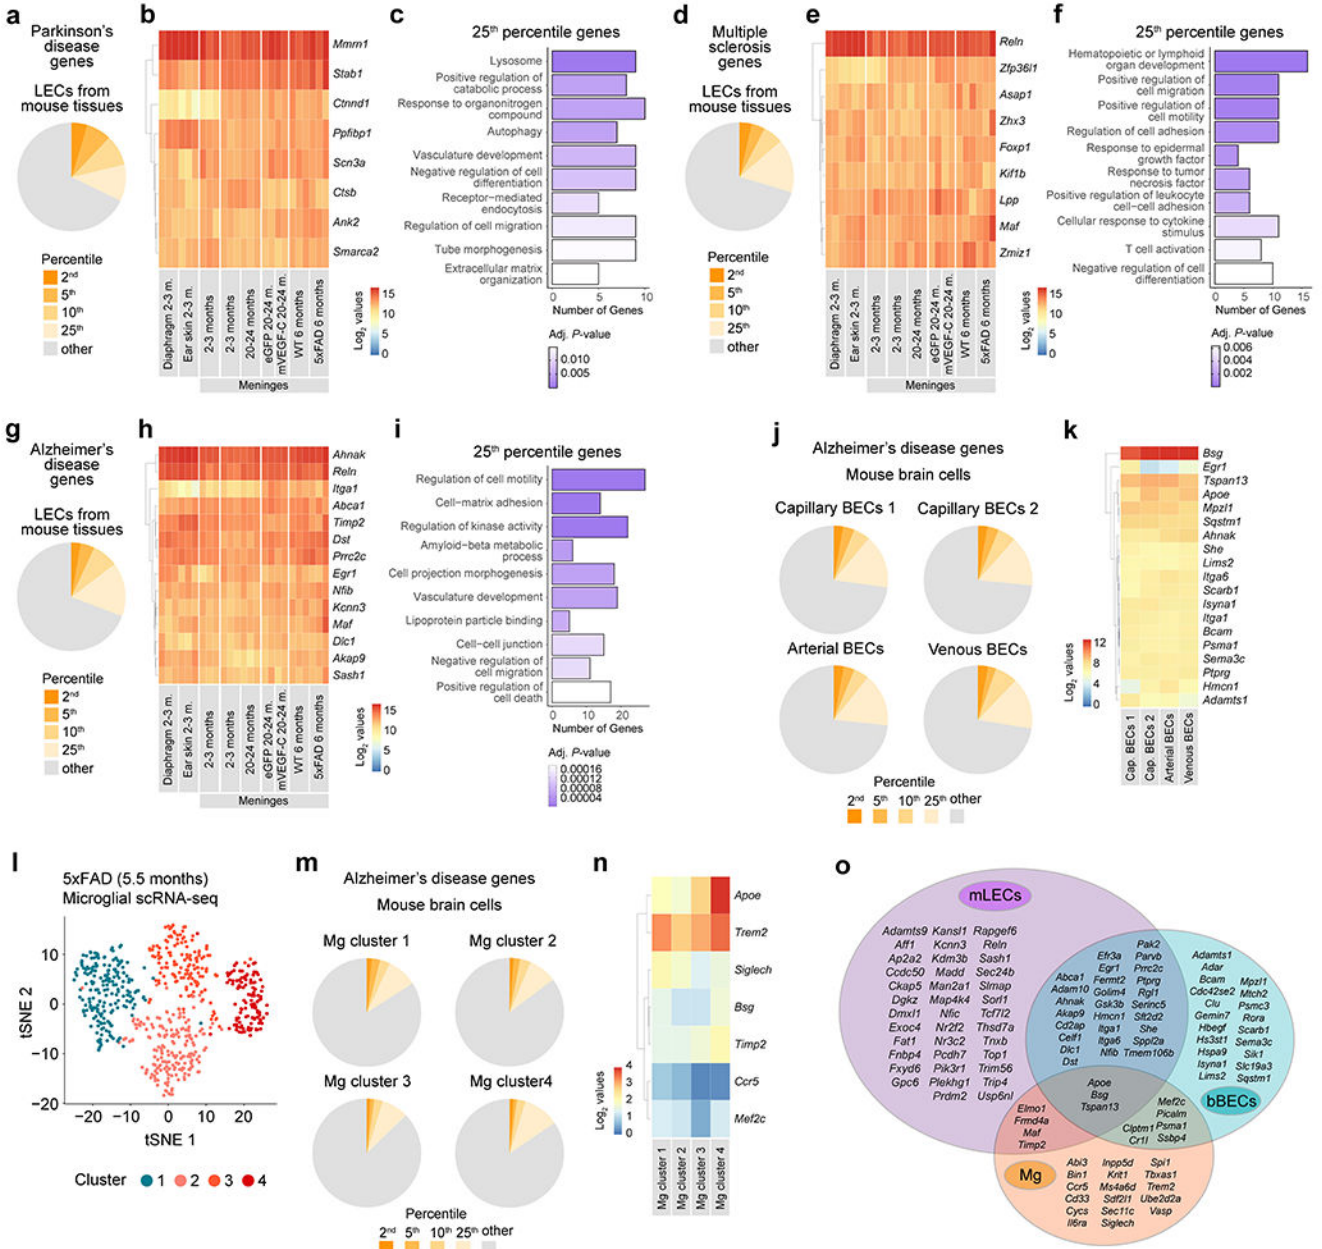 a
Parkinson's
disease
genes
LECs from
mouse tissues
Percentile
2nd
5th
10th
25th
other
b
Mmrn1
Stab1
Ctnnd1
Ppfibp1
Scn3a
Ctsb
Ank2
Smarca2
Diaphragm 2-3 m.
Ear skin 2-3 m.
2-3 months
2-3 months
20-24 months
eGFP 20-24 m.
mVEGF-C 20-24 m.
WT 6 months
5xFAD 6 months
Meninges
Log2 values
15
10
5
0
c
25th percentile genes
Lysosome
Positive regulation of
catabolic process
Response to organonitrogen
compound
Autophagy
Vasculature development
Negative regulation of cell
differentiation
Receptor−mediated
endocytosis
Regulation of cell migration
Tube morphogenesis
Extracellular matrix
organization
0 5 10
Number of Genes
Adj. P-value
0.010
0.005
d
Multiple
sclerosis
genes
LECs from
mouse tissues
Percentile
2nd
5th
10th
25th
other
e
Reln
Zfp36l1
Asap1
Zhx3
Foxp1
Kif1b
Lpp
Maf
Zmiz1
Diaphragm 2-3 m.
Ear skin 2-3 m.
2-3 months
2-3 months
20-24 months
eGFP 20-24 m.
mVEGF-C 20-24 m.
WT 6 months
5xFAD 6 months
Meninges
Log2 values
15
10
5
0
f
25th percentile genes
Hematopoietic or lymphoid
organ development
Positive regulation of
cell migration
Positive regulation of
cell motility
Regulation of cell adhesion
Response to epidermal
growth factor
Response to tumor
necrosis factor
Positive regulation of leukocyte
cell−cell adhesion
Cellular response to cytokine
stimulus
T cell activation
Negative regulation of cell
differentiation
0 5 10 15
Number of Genes
Adj. P-value
0.006
0.004
0.002
g
Alzheimer's
disease
genes
LECs from
mouse tissues
Percentile
2nd
5th
10th
25th
other
h
Ahnak
Reln
Itga1
Abca1
Timp2
Dst
Prrc2c
Egr1
Nfib
Kcnn3
Maf
Dlc1
Akap9
Sash1
Diaphragm 2-3 m.
Ear skin 2-3 m.
2-3 months
2-3 months
20-24 months
eGFP 20-24 m.
mVEGF-C 20-24 m.
WT 6 months
5xFAD 6 months
Meninges
Log2 values
15
10
5
0
i
25th percentile genes
Regulation of cell motility
Cell−matrix adhesion
Regulation of kinase activity
Amyloid−beta metabolic
process
Cell projection morphogenesis
Vasculature development
Lipoprotein particle binding
Cell−cell junction
Negative regulation of
cell migration
Positive regulation of
cell death
0 10 20
Number of Genes
Adj. P-value
0.00016
0.00012
0.00008
0.00004
j
Alzheimer's disease genes
Mouse brain cells
Capillary BECs 1
Capillary BECs 2
Arterial BECs
Venous BECs
Percentile
2nd 5th 10th 25th other
k
Bsg
Egr1
Tspan13
Apoe
Mpzl1
Sqstm1
Ahnak
She
Lims2
Itga6
Scarb1
Isyna1
Itga1
Bcam
Psma1
Sema3c
Ptprg
Hmcn1
Adamts1
Log2 values
12
8
4
0
Cap. BECs 1
Cap. BECs 2
Arterial BECs
Venous BECs
l
5xFAD (5.5 months)
Microglial scRNA-seq
tSNE 2
10
0
−10
−20
−20 −10 0 10 20
tSNE 1
Cluster 1 2 3 4
m
Alzheimer's disease genes
Mouse brain cells
Mg cluster 1
Mg cluster 2
Mg cluster 3
Mg cluster4
Percentile
2nd 5th 10th 25th other
n
Apoe
Trem2
Siglech
Bsg
Timp2
Ccr5
Mef2c
Log2 values
4
3
2
1
0
Mg cluster 1
Mg cluster 2
Mg cluster 3
Mg cluster 4
o
mLECs
Adamts9 Kansl1 Rapgef6
Aff1 Kcnn3 Reln
Ap2a2 Kdm3b Sash1
Ccdc50 Madd Sec24b
Ckap5 Man2a1 Slmap
Dgkz Map4k4 Sorl1
Dmxl1 Nfic Tcf7l2
Exoc4 Nr2f2 Thsd7a
Fat1 Nr3c2 Tnxb
Fnbp4 Pcdh7 Top1
Fxyd6 Pik3r1 Trim56
Gpc6 Plekhg1 Trip4
Prdm2 Usp6nl
Abca1
Adam10
Ahnak
Akap9
Cd2ap
Celf1
Dlc1
Dst
Efr3a
Egr1
Fermt2
Golim4
Gsk3b
Hmcn1
Itga1
Itga6
Nfib
Pak2
Parvb
Prrc2c
Ptprg
Rgl1
Serinc5
Sft2d2
She
Sppl2a
Tmem106b
Adamts1
Adar
Bcam
Cdc42se2
Clu
Gemin7
Hbegf
Hs3st1
Hspa9
Isyna1
Lims2
Mpzl1
Mtch2
Psmc3
Rora
Scarb1
Sema3c
Sik1
Slc19a3
Sqstm1
bBECs
Apoe
Bsg
Tspan13
Elmo1
Frmd4a
Maf
Timp2
Mef2c
Picalm
Clptm1 Psma1
Cr1l Ssbp4
Mg
Abi3 Inpp5d Spi1
Bin1 Krit1 Tbxas1
Ccr5 Ms4a6d Trem2
Cd33 Sdf2l1 Ube2d2a
Cycs Sec11c Vasp
Il6ra Siglech